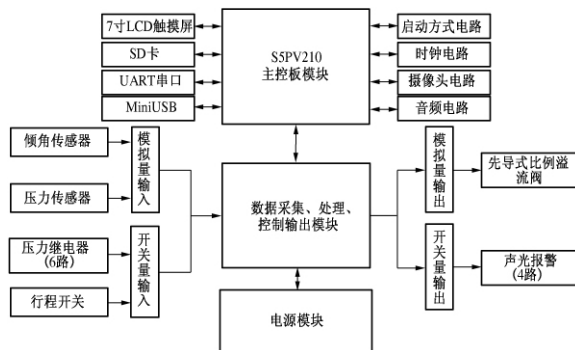 7寸LCD触摸屏
SD卡
UART串口
MiniUSB
S5PV210
主控板模块
启动方式电路
时钟电路
摄像头电路
音频电路
倾角传感器
压力传感器
模拟量输入
压力继电器
(6路)
行程开关
开关量输入
数据采集、处理、
控制输出模块
模拟量输出
先导式比例溢
流阀
开关量输出
声光报警
(4路)
电源模块